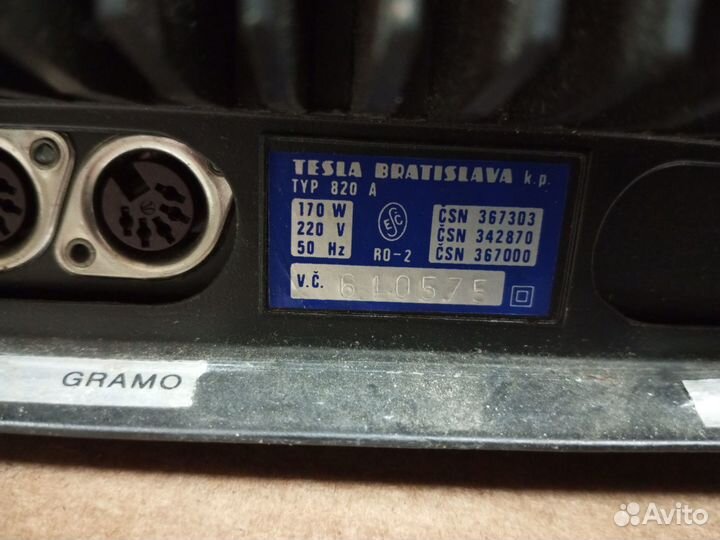 TESLA BRATISLAVA k.p.
TYP 820 A
170 W
220 V
50 Hz
ESČ
RO-2
ČSN 367303
ČSN 342870
ČSN 367000
V.Č. 610575
GRAMO
Avito